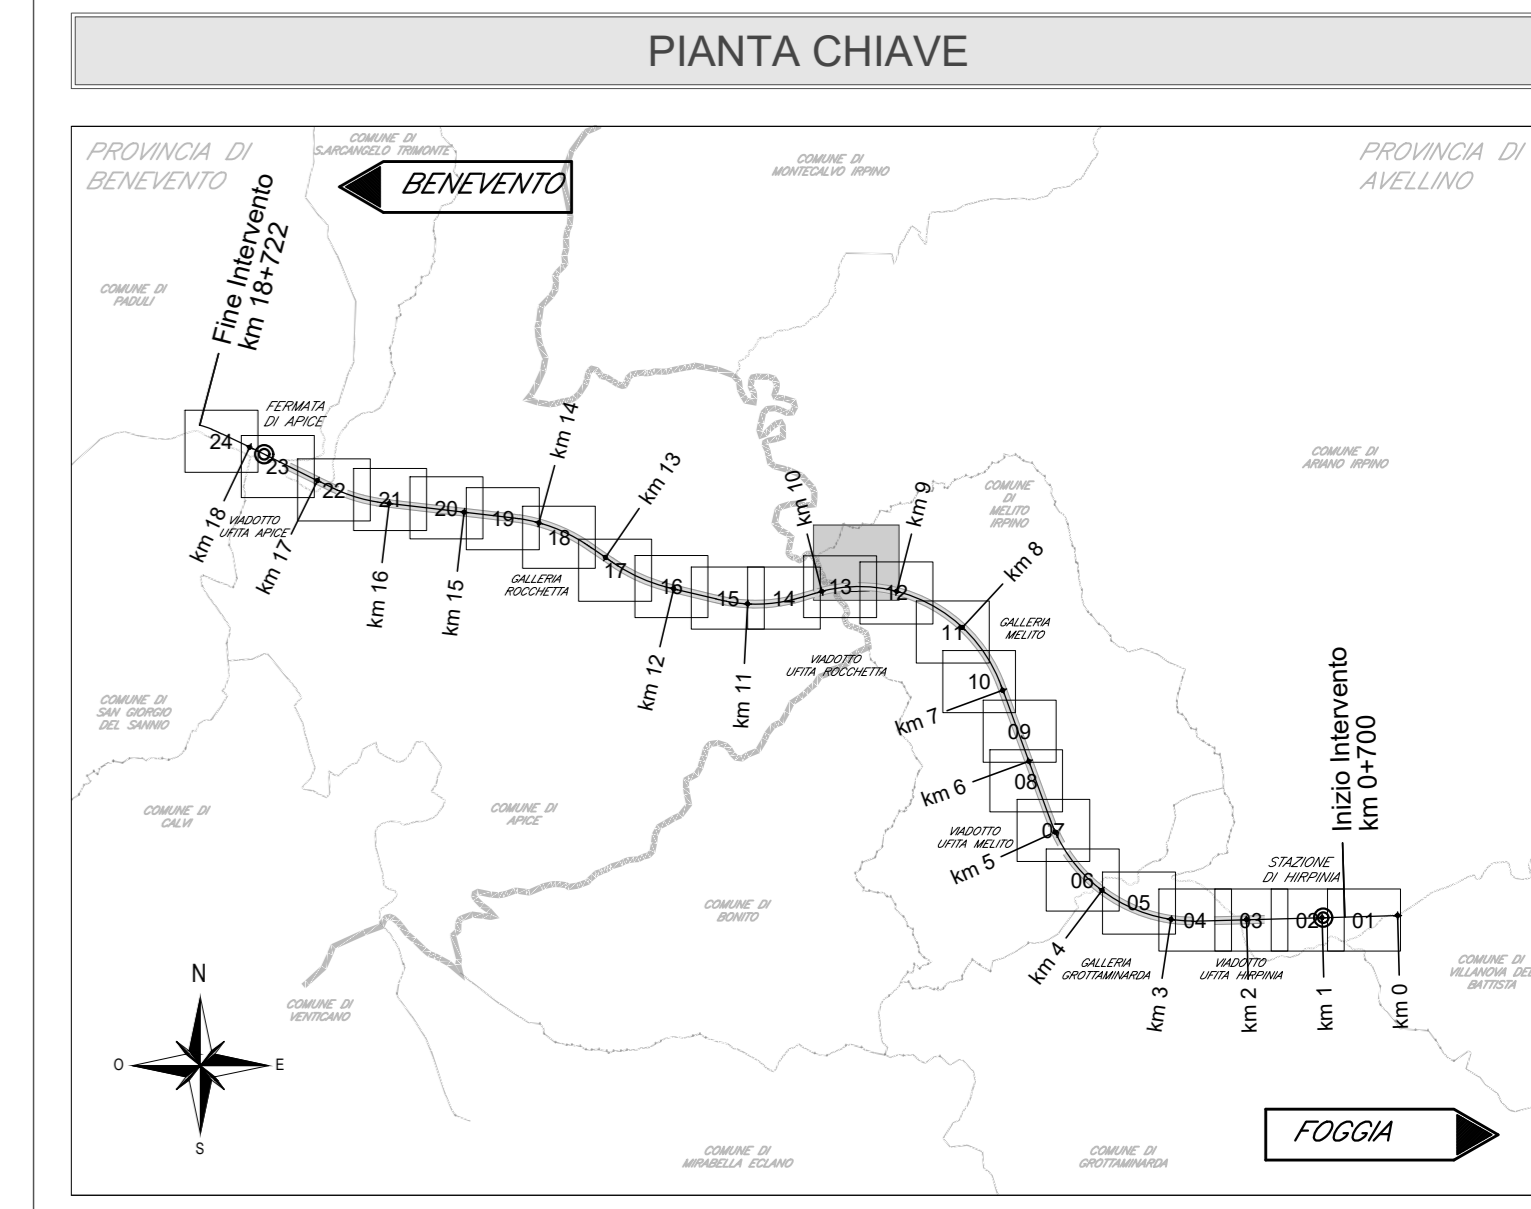 PIANTA CHIAVE
PROVINCIA DI
BENEVENTO
COMUNE DI
S.ARCANGELO TRIMONTE
BENEVENTO
COMUNE DI
MONTECALVO IRPINO
PROVINCIA DI
AVELLINO
Fine Intervento
km 18+722
COMUNE DI
PADULI
FERMATA
DI APICE
24
23
22
21
20
19
18
17
16
15
14
13
12
11
10
09
08
07
06
05
04
03
02
01
km 18
km 17
km 16
km 15
km 14
km 13
km 12
km 11
km 10
km 9
km 8
km 7
km 6
km 5
km 4
km 3
km 2
km 1
km 0
VIADOTTO
UFITA APICE
GALLERIA
ROCCHETTA
VIADOTTO
UFITA ROCCHETTA
COMUNE
DI
MELITO
IRPINO
COMUNE DI
ARIANO IRPINO
GALLERIA
MELITO
COMUNE DI
SAN GIORGIO
DEL SANNIO
COMUNE DI
CALVI
COMUNE DI
APICE
VIADOTTO
UFITA MELITO
Inizio Intervento
km 0+700
STAZIONE
DI HIRPINIA
COMUNE DI
BONITO
GALLERIA
GROTTAMINARDA
VIADOTTO
UFITA HIRPINIA
COMUNE DI
VILLANOVA DEL
BATTISTA
COMUNE DI
VENTICANO
N
O
E
S
COMUNE DI
MIRABELLA ECLANO
COMUNE DI
GROTTAMINARDA
FOGGIA